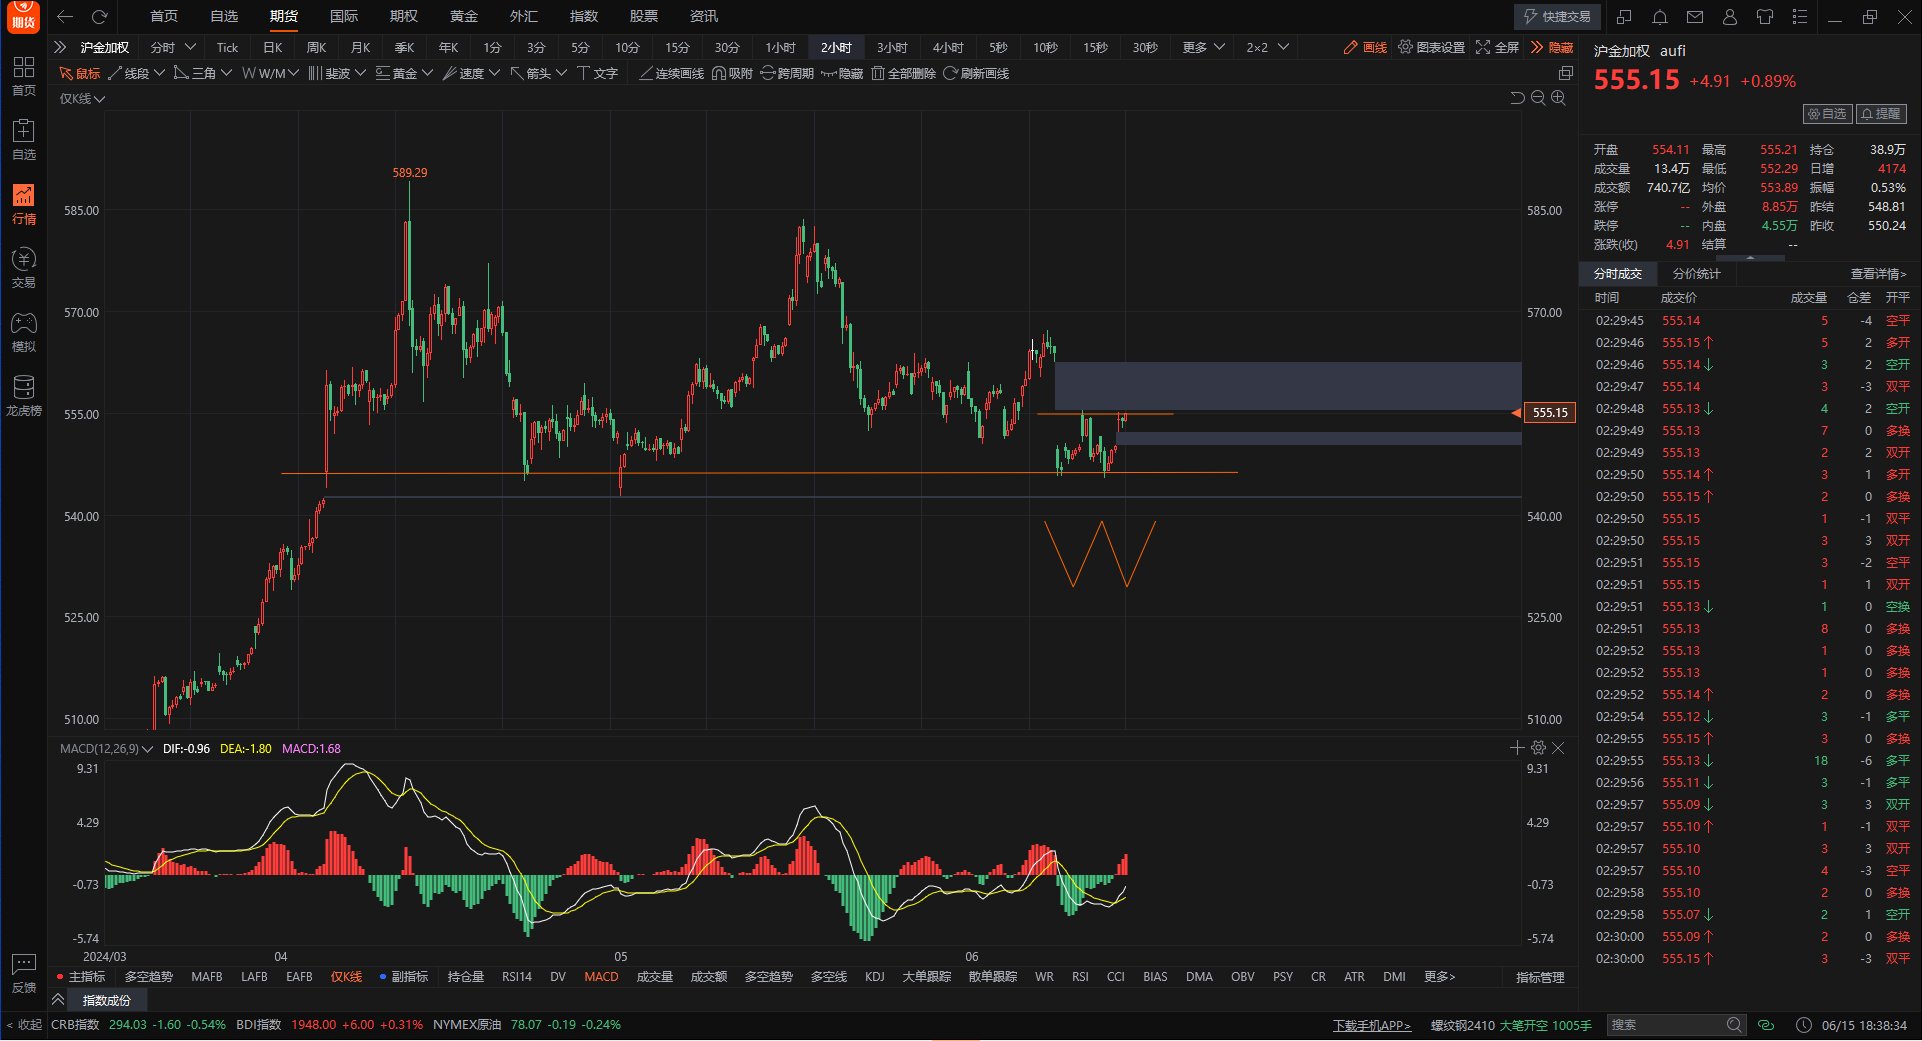 期货
首页 自选 期货 国际 期权 黄金 外汇 指数 股票 资讯
快捷交易
沪金加权 分时 Tick 日K 周K 月K 季K 年K 1分 3分 5分 10分 15分 30分 1小时 2小时 3小时 4小时 5秒 10秒 15秒 30秒 更多 2×2 画线 图表设置 全屏 隐藏
鼠标 线段 三角 W/M 斐波 黄金 速度 箭头 文字 连续画线 吸附 跨周期 隐藏 全部删除 刷新画线
仅K线
首页
自选
行情
交易
模拟
龙虎榜
反馈
< 收起
589.29
585.00 585.00
570.00 570.00
555.00 555.15
540.00 540.00
525.00 525.00
510.00 510.00
MACD(12,26,9) DIF:-0.96 DEA:-1.80 MACD:1.68
9.31 9.31
4.29 4.29
-0.73 -0.73
-5.74 -5.74
2024/03 04 05 06
主指标 多空趋势 MAFB LAFB EAFB 仅K线 副指标 持仓量 RSI14 DV MACD 成交量 成交额 多空趋势 多空线 KDJ 大单跟踪 散单跟踪 WR RSI CCI BIAS DMA OBV PSY CR ATR DMI 更多> 指标管理
指数成份
CRB指数 294.03 -1.60 -0.54% BDI指数 1948.00 +6.00 +0.31% NYMEX原油 78.07 -0.19 -0.24%
下载手机APP>
螺纹钢2410 大笔开空 1005手
搜索
06/15 18:38:34
沪金加权 aufi
555.15 +4.91 +0.89%
自选 提醒
开盘 554.11 最高 555.21 持仓 38.9万
成交量 13.4万 最低 552.29 日增 4174
成交额 740.7亿 均价 553.89 振幅 0.53%
涨停 -- 外盘 8.85万 昨结 548.81
跌停 -- 内盘 4.55万 昨收 550.24
涨跌(收) 4.91 结算 --
分时成交 分价统计 查看详情>
时间 成交价 成交量 仓差 开平
02:29:45 555.14 5 -4 空平
02:29:46 555.15↑ 5 2 多开
02:29:46 555.14↓ 3 2 空开
02:29:47 555.14 3 -3 双平
02:29:48 555.13↓ 4 2 空开
02:29:49 555.13 7 0 多换
02:29:49 555.13 2 2 双开
02:29:50 555.14↑ 3 1 多开
02:29:50 555.15↑ 2 0 多换
02:29:50 555.15 1 -1 双平
02:29:50 555.15 3 3 双开
02:29:51 555.15 3 -2 空平
02:29:51 555.15 1 1 双开
02:29:51 555.13↓ 1 0 空换
02:29:51 555.13 8 0 多换
02:29:52 555.13 1 0 多换
02:29:52 555.13 1 0 多换
02:29:52 555.14↑ 2 0 多换
02:29:54 555.12↓ 3 -1 多平
02:29:55 555.15↑ 3 0 多换
02:29:55 555.13↓ 18 -6 多平
02:29:56 555.11↓ 3 -1 多平
02:29:57 555.09↓ 3 3 双开
02:29:57 555.10↑ 1 -1 双平
02:29:57 555.10 3 3 双开
02:29:57 555.10 4 -3 空平
02:29:58 555.10 2 0 多换
02:29:58 555.07↓ 2 1 空开
02:30:00 555.09↑ 2 0 多换
02:30:00 555.15↑ 3 -3 双平